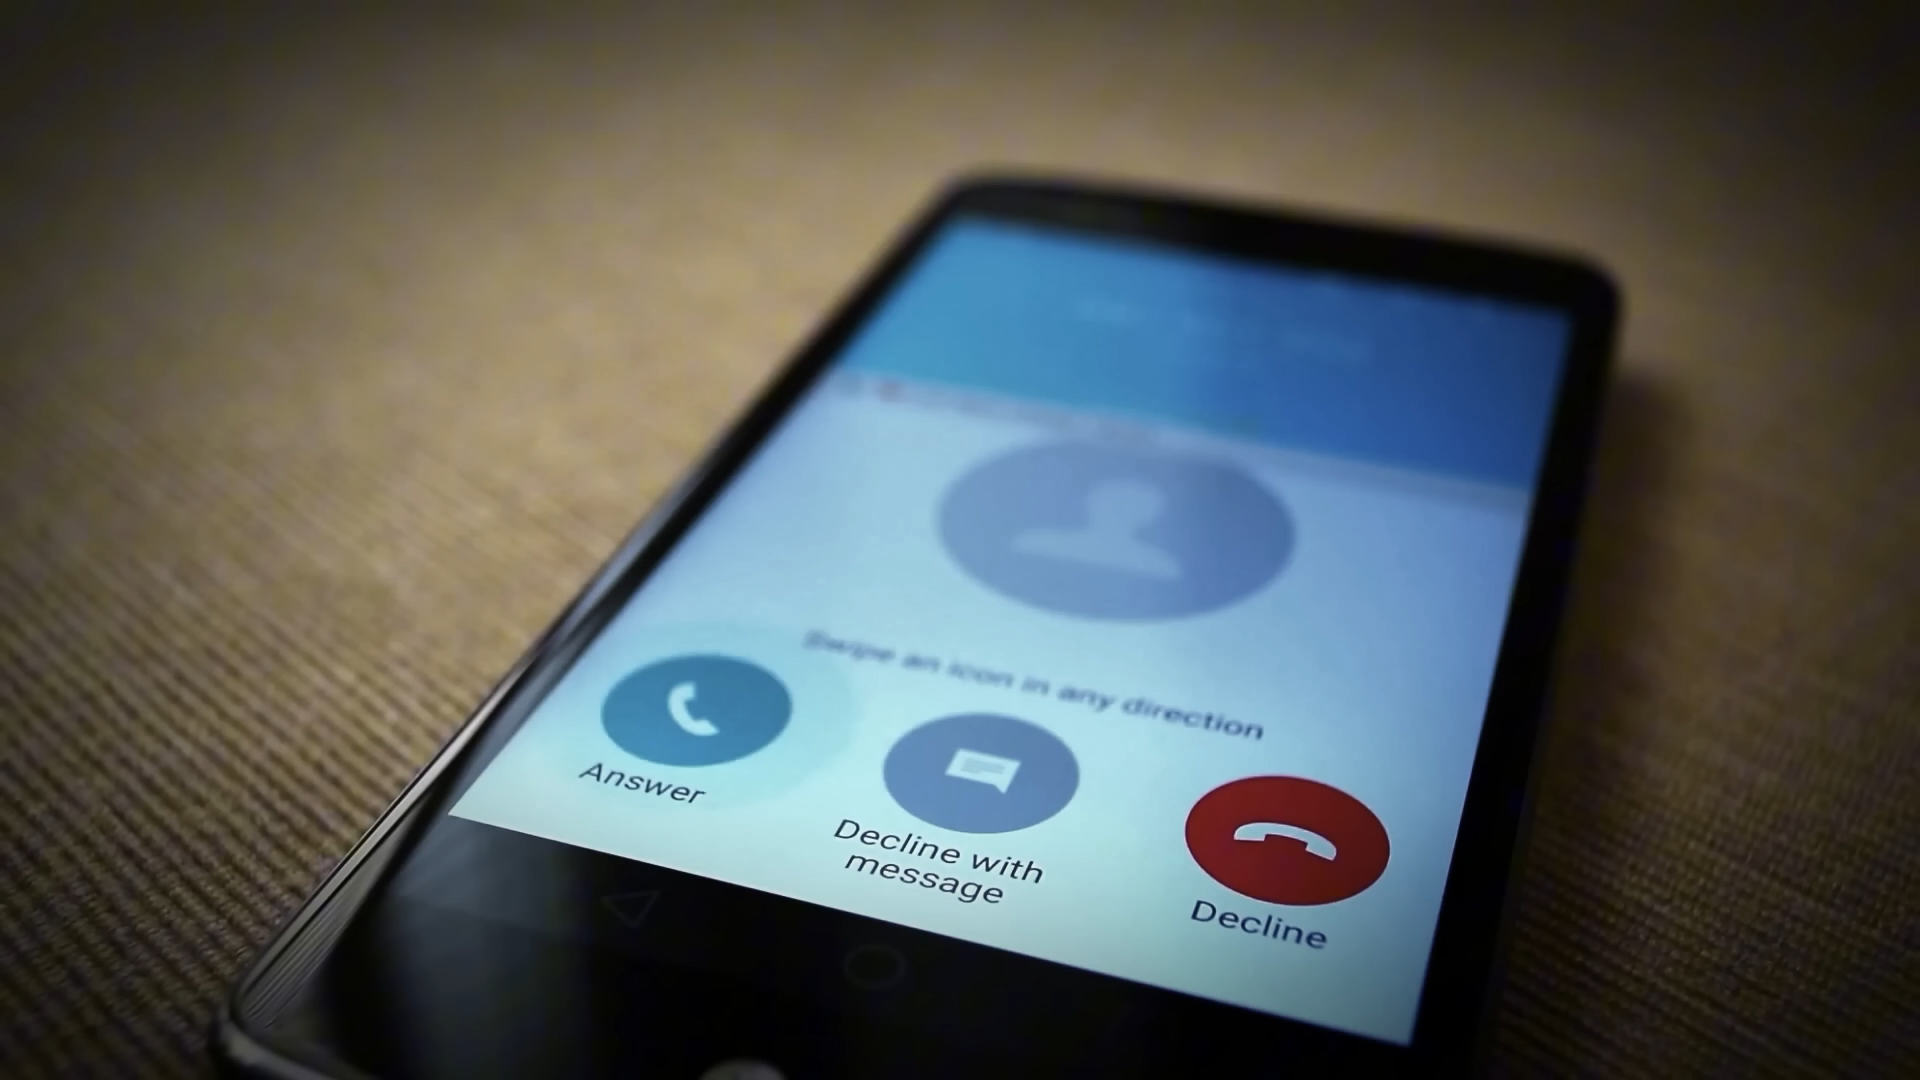 Swipe an icon in any direction
Answer
Decline with
message
Decline